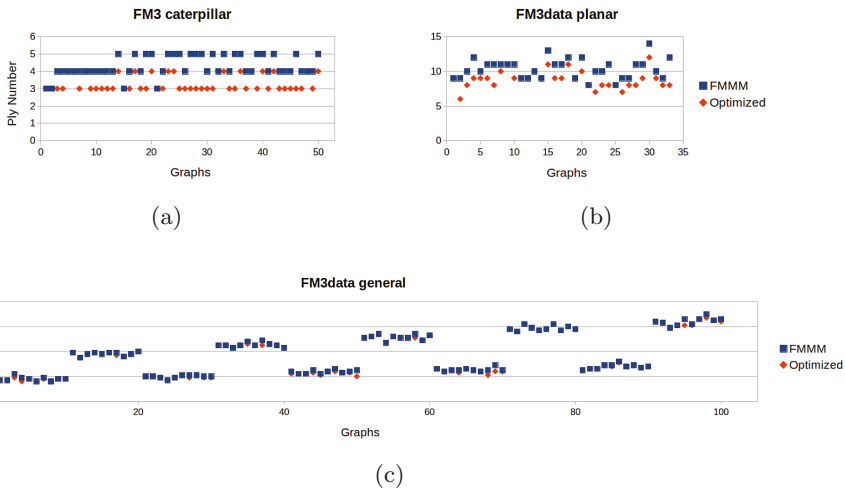 FM3 caterpillar
Ply Number
6
5
4
3
2
1
0
0 10 20 30 40 50
Graphs
(a)
FM3data planar
15
10
5
0
0 5 10 15 20 25 30 35
Graphs
FMMM
Optimized
(b)
FM3data general
20 40 60 80 100
Graphs
FMMM
Optimized
(c)